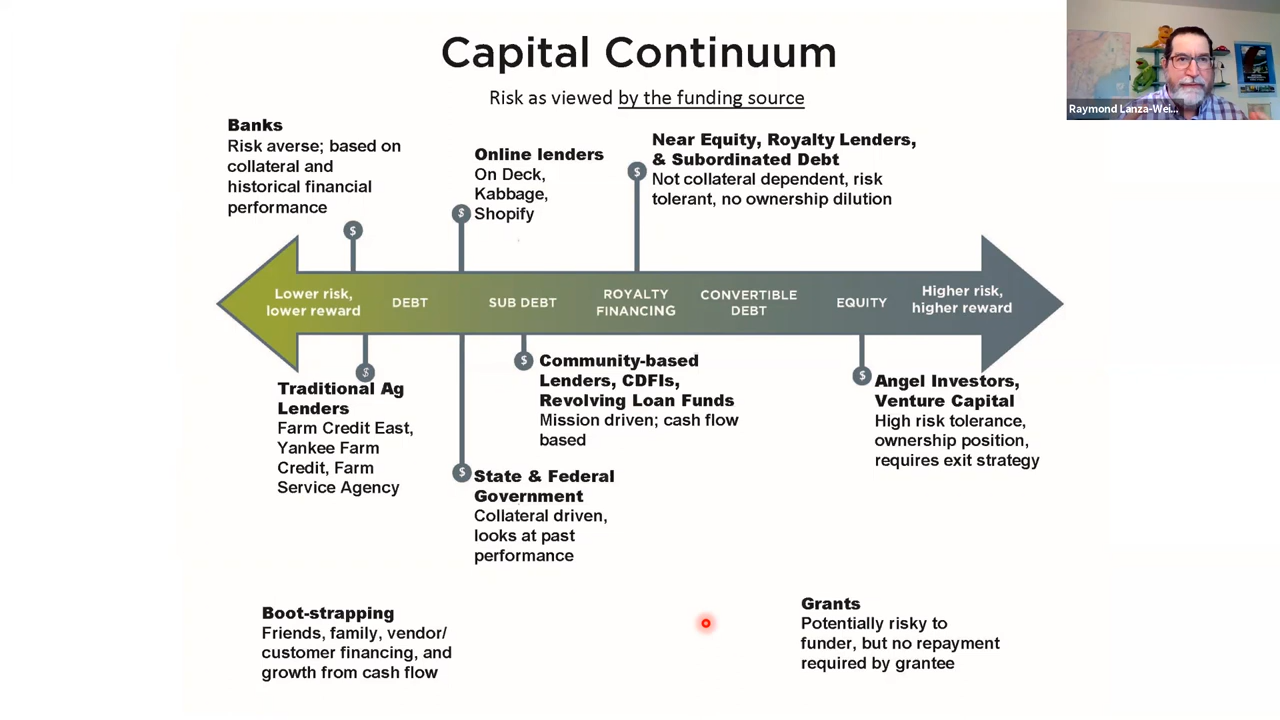 Capital Continuum
Risk as viewed by the funding source
Raymond Lanza-Wei...
Banks
Risk averse; based on
collateral and
historical financial
performance
Online lenders
On Deck,
Kabbage,
Shopify
Near Equity, Royalty Lenders,
& Subordinated Debt
Not collateral dependent, risk
tolerant, no ownership dilution
$
$
$
Lower risk,
lower reward
DEBT
SUB DEBT
ROYALTY
FINANCING
CONVERTIBLE
DEBT
EQUITY
Higher risk,
higher reward
$
$
$
$
Traditional Ag
Lenders
Farm Credit East,
Yankee Farm
Credit, Farm
Service Agency
Community-based
Lenders, CDFIs,
Revolving Loan Funds
Mission driven; cash flow
based
State & Federal
Government
Collateral driven,
looks at past
performance
Angel Investors,
Venture Capital
High risk tolerance,
ownership position,
requires exit strategy
Boot-strapping
Friends, family, vendor/
customer financing, and
growth from cash flow
Grants
Potentially risky to
funder, but no repayment
required by grantee